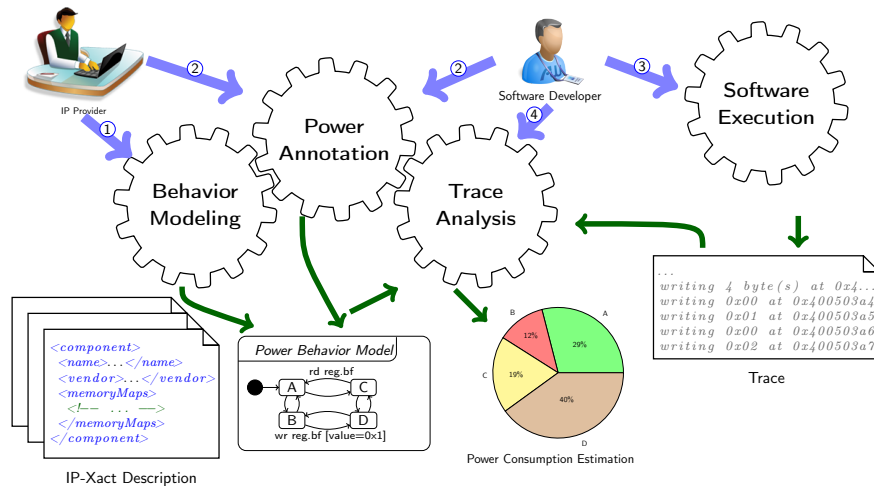 IP Provider
②
②
③
Software Developer
①
④
Power
Annotation
Software
Execution
Behavior
Modeling
Trace
Analysis
<component>
<name>...</name>
<vendor>...</vendor>
<memoryMaps>
<!-- ... -->
</memoryMaps>
</component>
IP-Xact Description
Power Behavior Model
rd reg.bf
A
C
B
D
wr reg.bf [value=0x1]
B
A
12%
29%
C
19%
40%
D
Power Consumption Estimation
...
writing 4 byte(s) at 0x4...
writing 0x00 at 0x400503a4
writing 0x01 at 0x400503a5
writing 0x00 at 0x400503a6
writing 0x02 at 0x400503a7
Trace